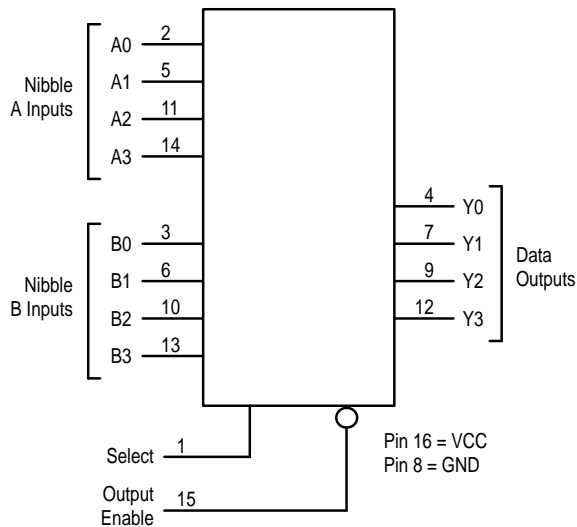 Nibble
A Inputs
A0 2
A1 5
A2 11
A3 14
Nibble
B Inputs
B0 3
B1 6
B2 10
B3 13
4 Y0
7 Y1
9 Y2
12 Y3
Data
Outputs
Select 1
Output
Enable
15
Pin 16 = VCC
Pin 8 = GND